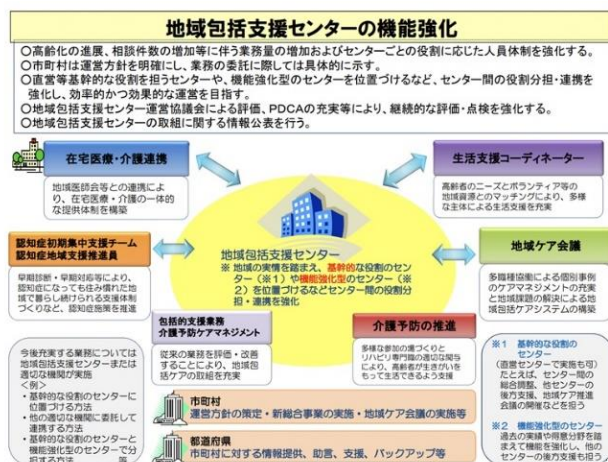 地域包括支援センターの機能強化
○高齢化の進展、相談件数の増加等に伴う業務量の増加およびセンターごとの役割に応じた人員体制を強化する。
○市町村は運営方針を明確にし、業務の委託に際しては具体的に示す。
○直営等基幹的な役割を担うセンターや、機能強化型のセンターを位置づけるなど、センター間の役割分担・連携を
強化し、効率的かつ効果的な運営を目指す。
○地域包括支援センター運営協議会による評価、PDCAの充実等により、継続的な評価・点検を強化する。
○地域包括支援センターの取組に関する情報公表を行う。
在宅医療・介護連携
地域医師会等との連携によ
り、在宅医療・介護の一体的
な提供体制を構築
生活支援コーディネーター
高齢者のニーズとボランティア等の
地域資源とのマッチングにより、多様
な主体による生活支援を充実
認知症初期集中支援チーム
認知症地域支援推進員
早期診断・早期対応等により、
認知症になっても住み慣れた地
域で暮らし続けられる支援体制
づくりなど、認知症施策を推進
地域包括支援センター
※ 地域の実情を踏まえ、基幹的な役割のセン
ター(※1)や機能強化型のセンター(※
2)を位置づけるなどセンター間の役割分
担・連携を強化
地域ケア会議
多職種協働による個別事例
のケアマネジメントの充実
と地域課題の解決による地
域包括ケアシステムの構築
包括的支援業務
介護予防ケアマネジメント
従来の業務を評価・改善
することにより、地域包
括ケアの取組を充実
介護予防の推進
多様な参加の場づくりと
リハビリ専門職の適切な関与
により、高齢者が生きがいを
もって生活できるよう支援
今後充実する業務については
地域包括支援センターまたは
適切な機関が実施
<例>
・基幹的な役割のセンターに
位置づける方法
・他の適切な機関に委託して
連携する方法
・基幹的な役割のセンターと
機能強化型のセンターで分
担する方法 等
市町村
運営方針の策定・新総合事業の実施・地域ケア会議の実施等
都道府県
市町村に対する情報提供、助言、支援、バックアップ等
※1 基幹的な役割の
センター
(直営センターで実施も可)
たとえば、センター間の
総合調整、他センターの
後方支援、地域ケア推進
会議の開催などを担う
※2 機能強化型のセンター
過去の実績や得意分野を踏
まえて機能を強化し、他の
センターの後方支援も担う